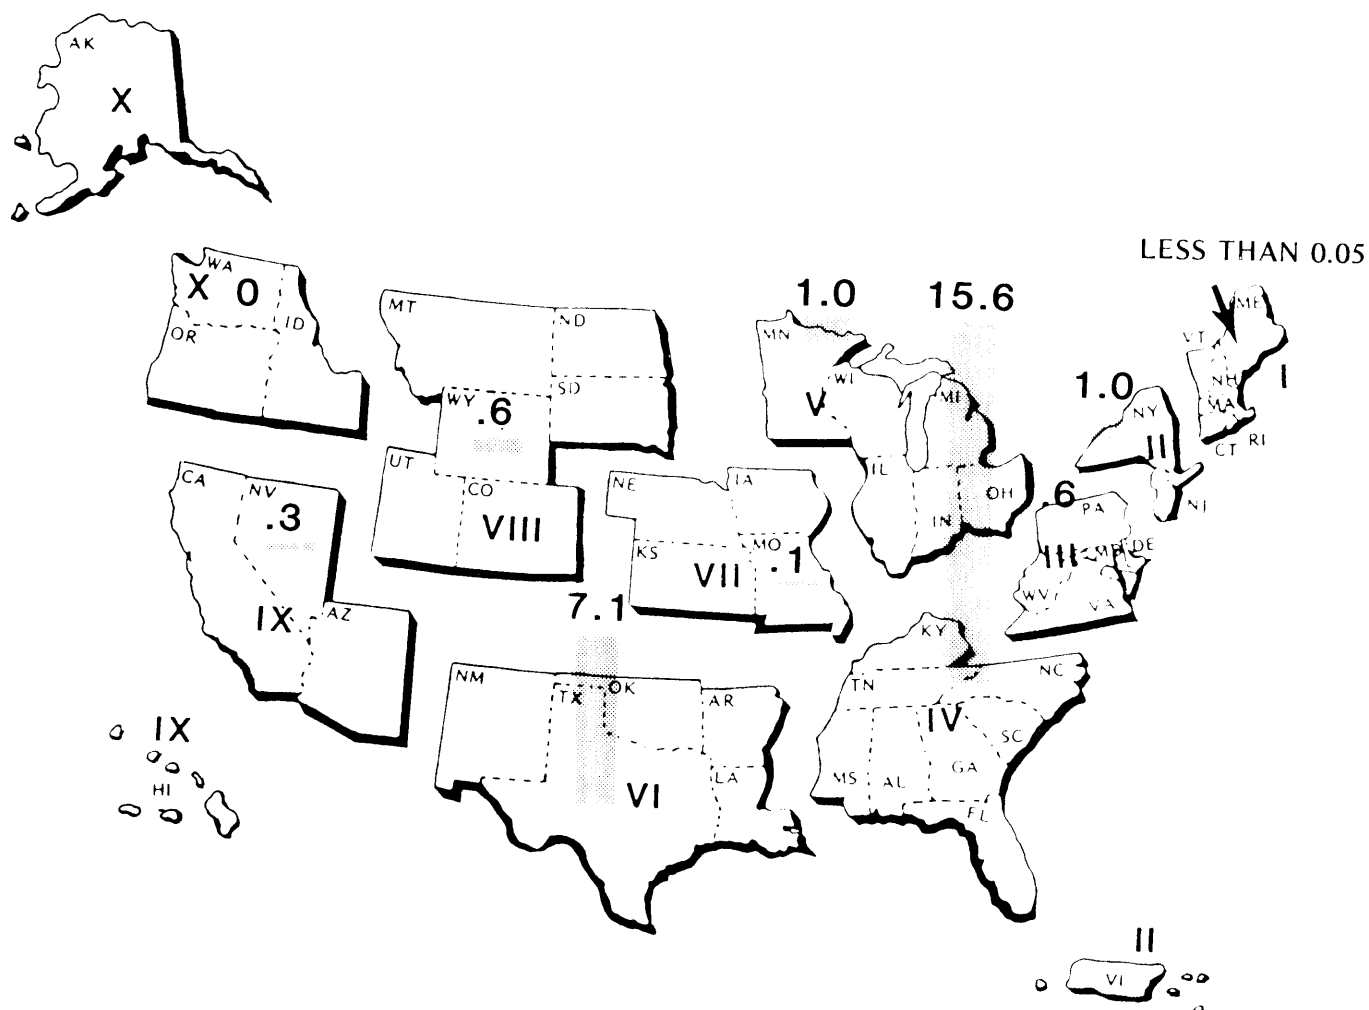 AK
X
LESS THAN 0.05
WA
X 0
ID
OR
MT
ND
SD
WY
.6
UT
CO
VIII
1.0
15.6
MN
WI
V
MI
IL
IN
OH
ME
VT
NH
MA
I
CT
RI
1.0
NY
II
NJ
CA
NV
.3
IX
AZ
NE
IA
KS
VII
MO
.1
.6
PA
III
MD
DE
WV
VA
7.1
NM
TX
OK
AR
VI
LA
KY
TN
NC
IV
SC
MS
AL
GA
FL
IX
HI
II
VI